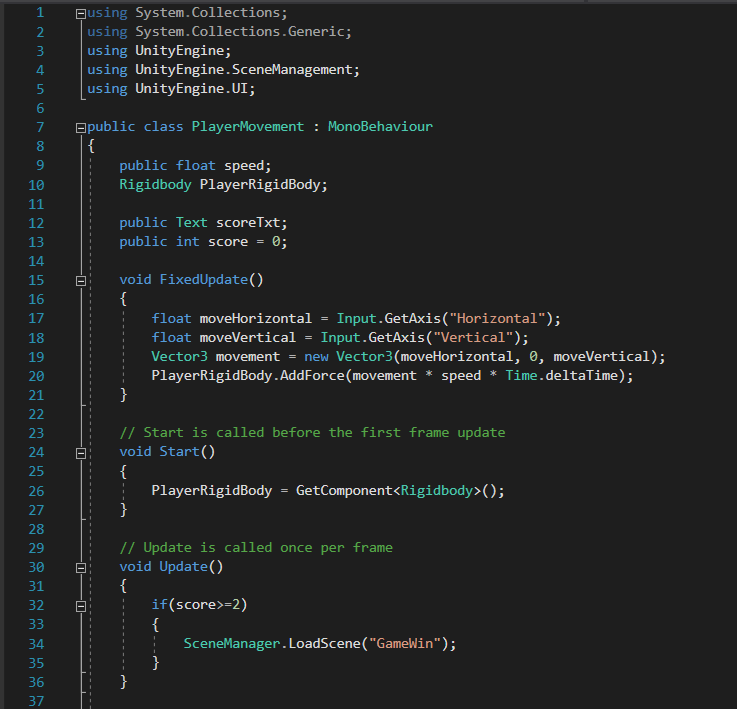 1 using System.Collections;
2 using System.Collections.Generic;
3 using UnityEngine;
4 using UnityEngine.SceneManagement;
5 using UnityEngine.UI;
6
7 public class PlayerMovement : MonoBehaviour
8 {
9     public float speed;
10     Rigidbody PlayerRigidBody;
11
12     public Text scoreTxt;
13     public int score = 0;
14
15     void FixedUpdate()
16     {
17         float moveHorizontal = Input.GetAxis("Horizontal");
18         float moveVertical = Input.GetAxis("Vertical");
19         Vector3 movement = new Vector3(moveHorizontal, 0, moveVertical);
20         PlayerRigidBody.AddForce(movement * speed * Time.deltaTime);
21     }
22
23     // Start is called before the first frame update
24     void Start()
25     {
26         PlayerRigidBody = GetComponent<Rigidbody>();
27     }
28
29     // Update is called once per frame
30     void Update()
31     {
32         if(score>=2)
33         {
34             SceneManager.LoadScene("GameWin");
35         }
36     }
37